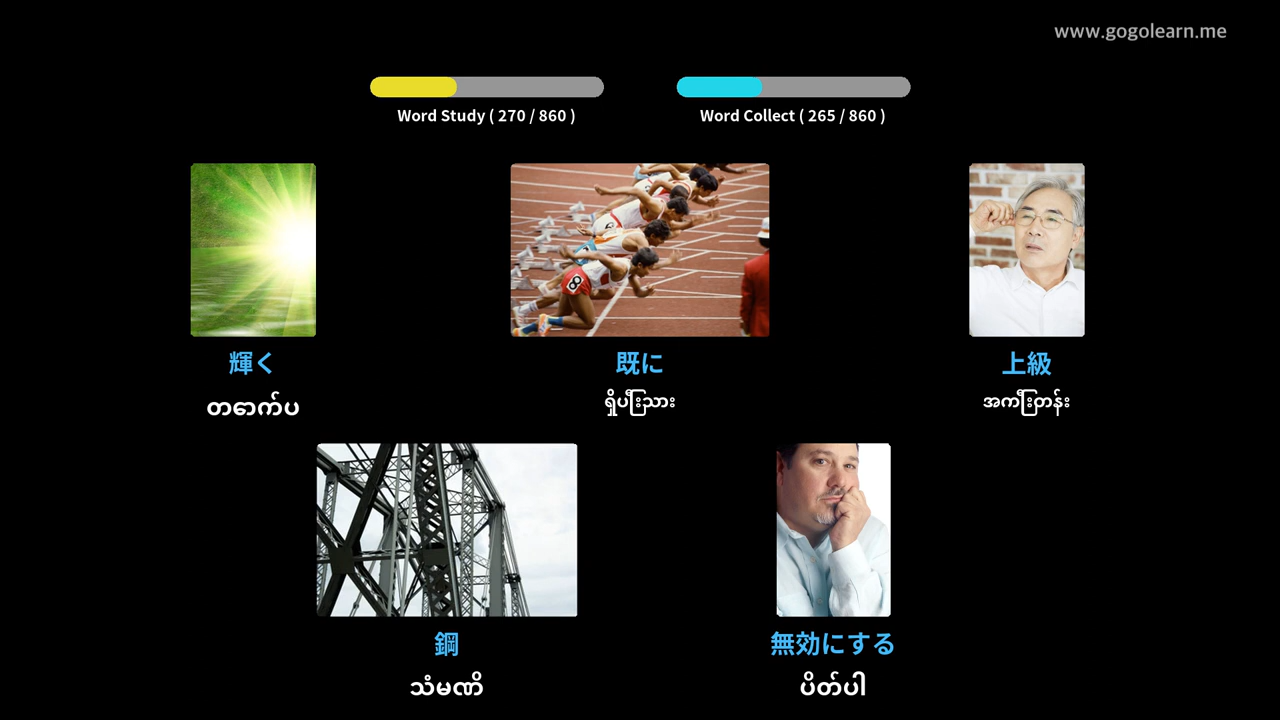 www.gogolearn.me
Word Study ( 270 / 860 )
Word Collect ( 265 / 860 )
8
輝く
既に
上級
တောက်ပ
ရှိပြီးသား
အကြီးတန်း
鋼
無効にする
သံမဏိ
ပိတ်ပါ